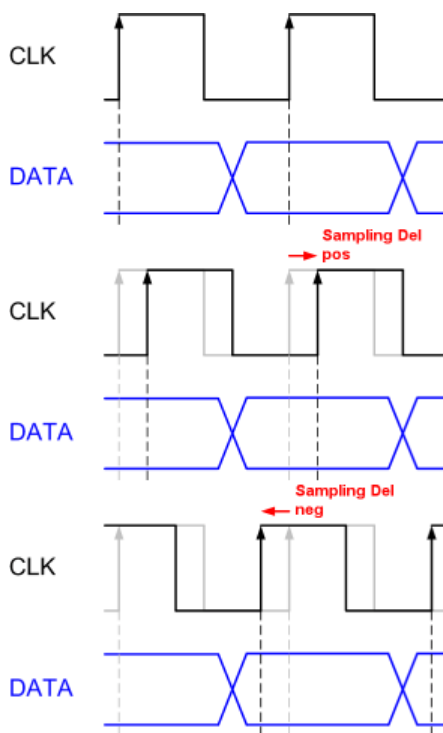 CLK
DATA
Sampling Del
pos
CLK
DATA
Sampling Del
neg
CLK
DATA